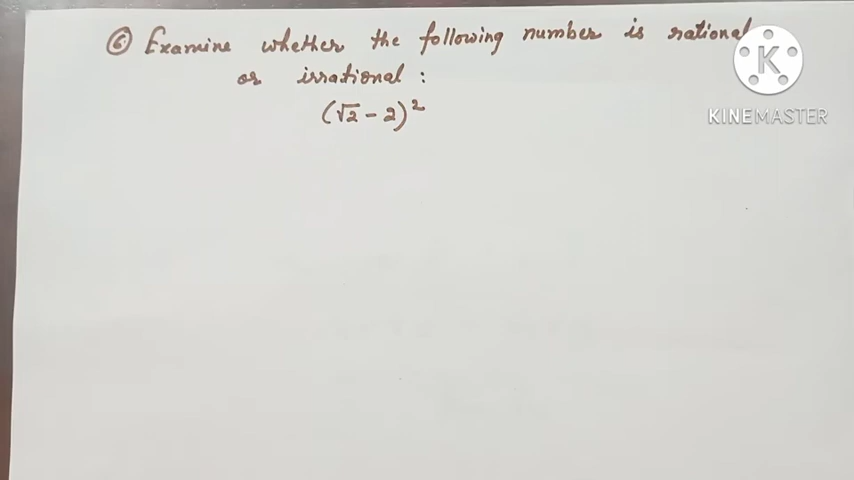 ⑥ Examine whether the following number is rational
or irrational :
(√2 - 2)²
K
KINEMASTER